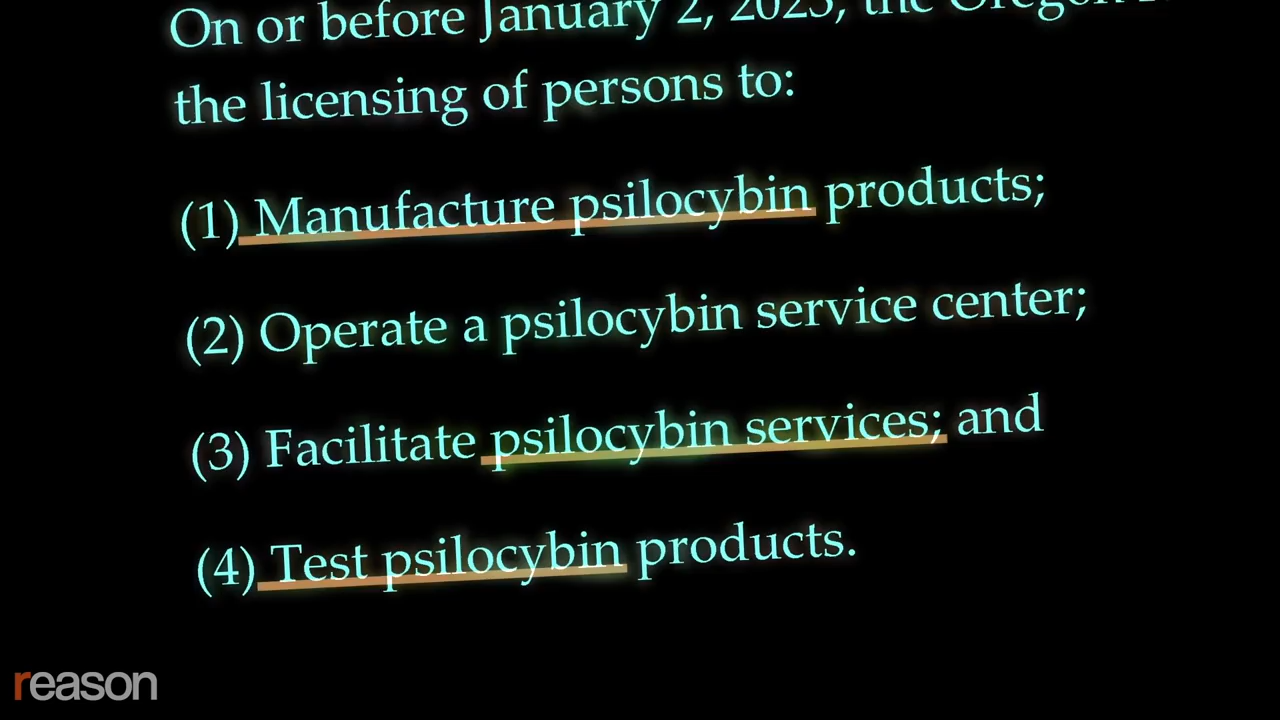 On or before January 2, 2023, the Oregon
the licensing of persons to:
(1) Manufacture psilocybin products;
(2) Operate a psilocybin service center;
(3) Facilitate psilocybin services; and
(4) Test psilocybin products.
reason